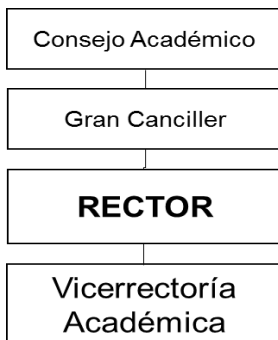 Consejo Académico
Gran Canciller
RECTOR
Vicerrectoría
Académica